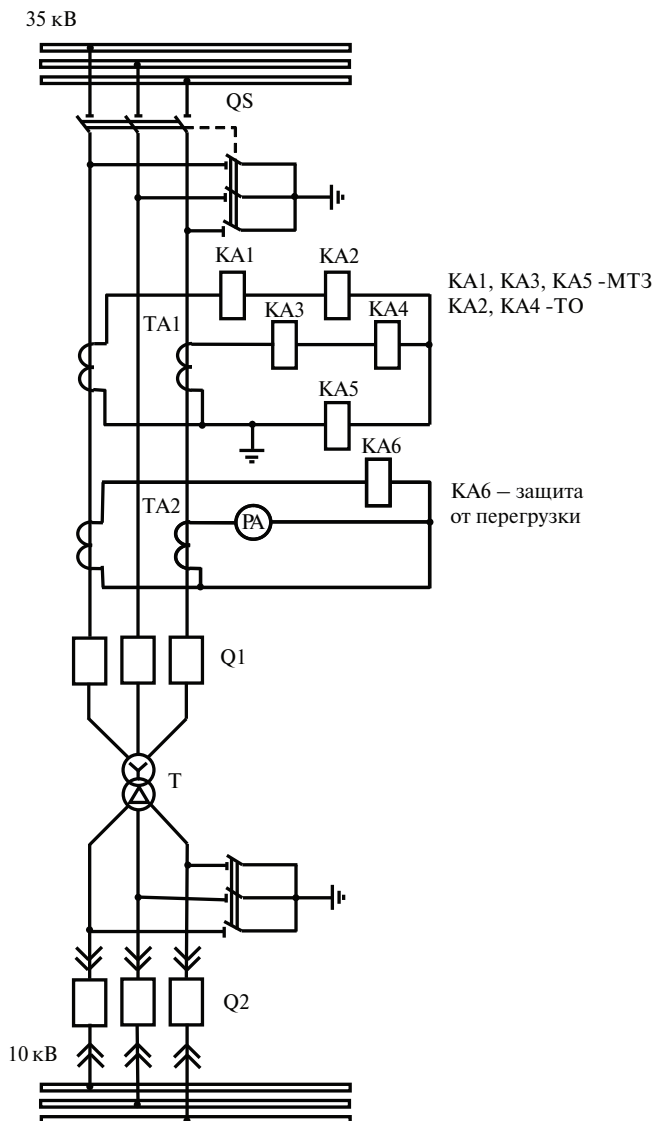 35 кВ
QS
KA1
KA2
KA1, KA3, KA5 -МТЗ
KA2, KA4 -ТО
TA1
KA3
KA4
KA5
KA6
KA6 – защита
от перегрузки
TA2
PA
Q1
T
Q2
10 кВ